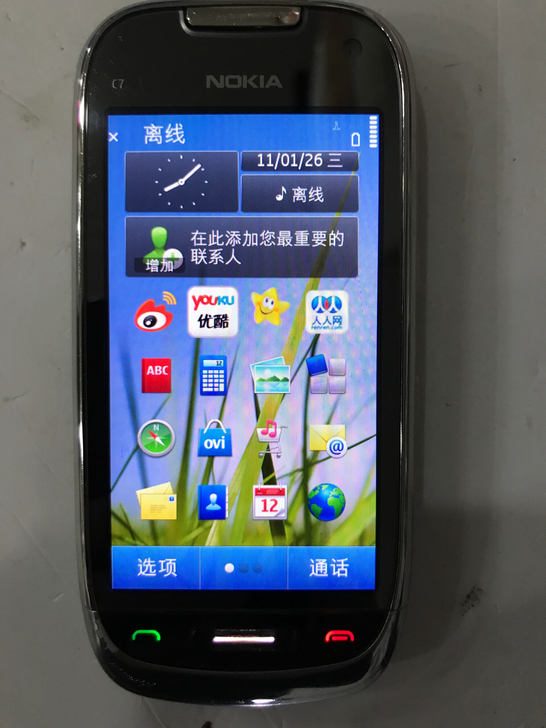 C7
NOKIA
离线
11/01/26 三
离线
在此添加您最重要的
联系人
增加
YOUKU
优酷
人人网
renren.com
ABC
12
N
ovi
@
12
选项
通话